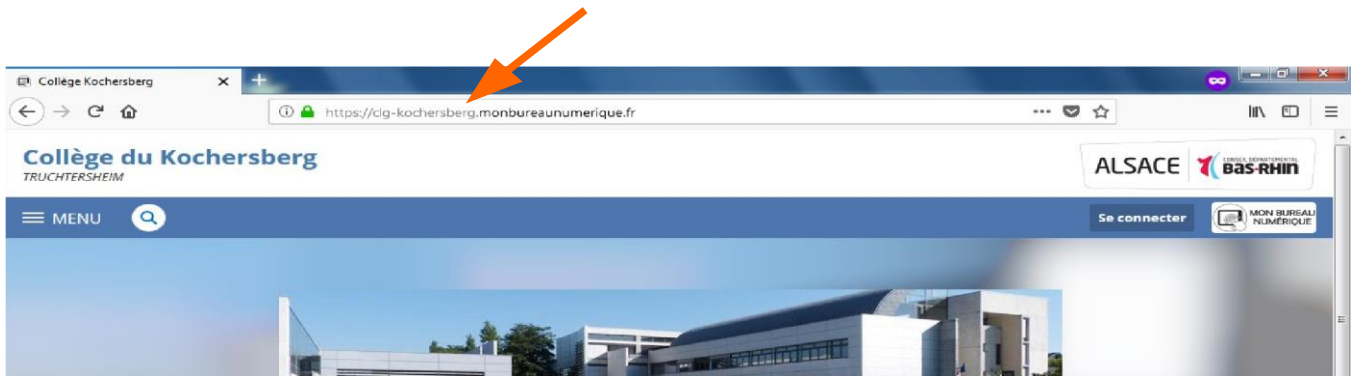 Collège Kochersberg
https://clg-kochersberg.monbureaunumerique.fr
Collège du Kochersberg
TRUCHTERSHEIM
ALSACE
CONSEIL DÉPARTEMENTAL
BAS-RHIN
MENU
Se connecter
MON BUREAU
NUMÉRIQUE